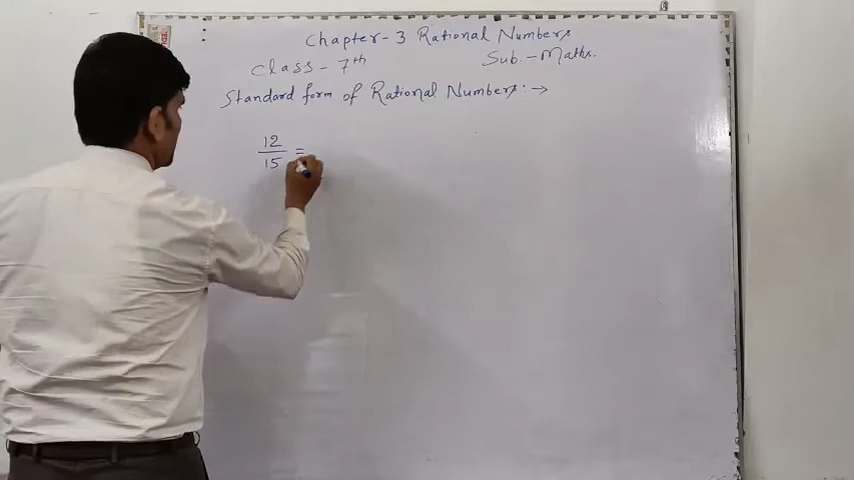 Chapter-3 Rational Numbers
Class-7th Sub.-Maths.
Standard form of Rational Numbers:→
12/15 =